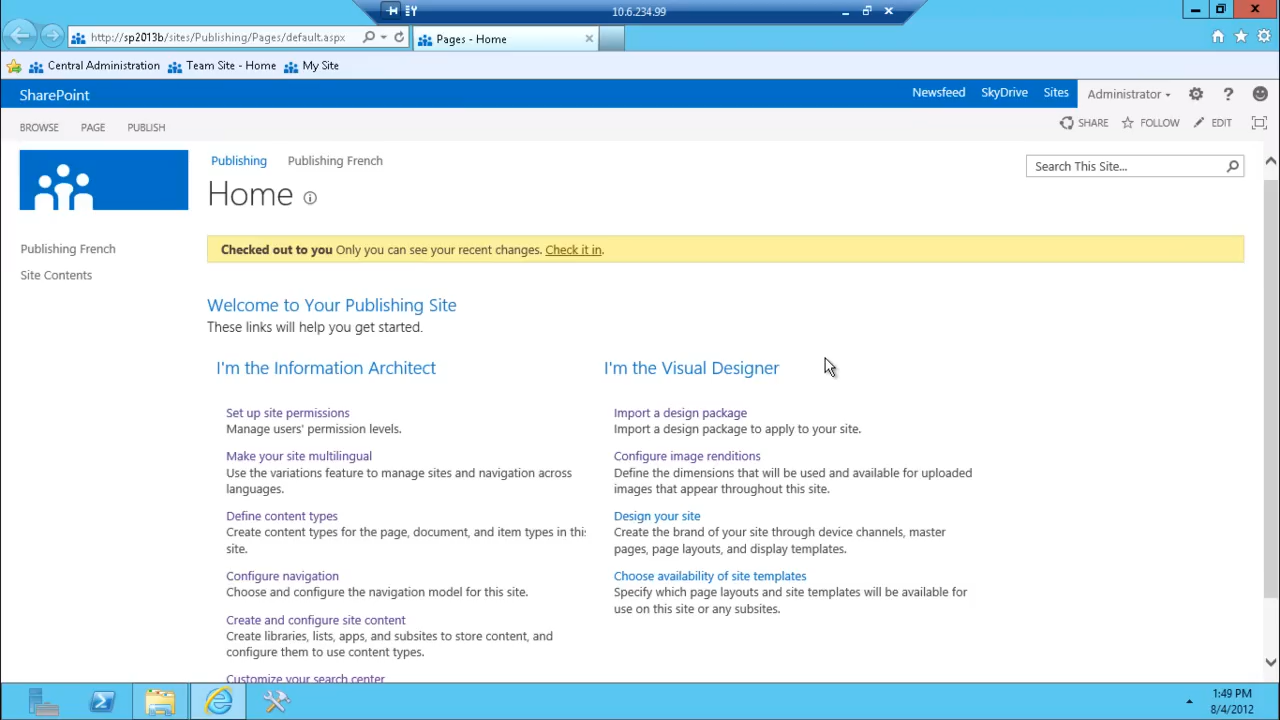 10.6.234.99
http://sp2013b/sites/Publishing/Pages/default.aspx
Pages - Home
Central Administration
Team Site - Home
My Site
SharePoint
Newsfeed
SkyDrive
Sites
Administrator
?
BROWSE
PAGE
PUBLISH
SHARE
FOLLOW
EDIT
Publishing
Publishing French
Search This Site...
Home
Publishing French
Site Contents
Checked out to you Only you can see your recent changes. Check it in.
Welcome to Your Publishing Site
These links will help you get started.
I'm the Information Architect
Set up site permissions
Manage users' permission levels.
Make your site multilingual
Use the variations feature to manage sites and navigation across
languages.
Define content types
Create content types for the page, document, and item types in this
site.
Configure navigation
Choose and configure the navigation model for this site.
Create and configure site content
Create libraries, lists, apps, and subsites to store content, and
configure them to use content types.
Customize your search center
I'm the Visual Designer
Import a design package
Import a design package to apply to your site.
Configure image renditions
Define the dimensions that will be used and available for uploaded
images that appear throughout this site.
Design your site
Create the brand of your site through device channels, master
pages, page layouts, and display templates.
Choose availability of site templates
Specify which page layouts and site templates will be available for
use on this site or any subsites.
1:49 PM
8/4/2012